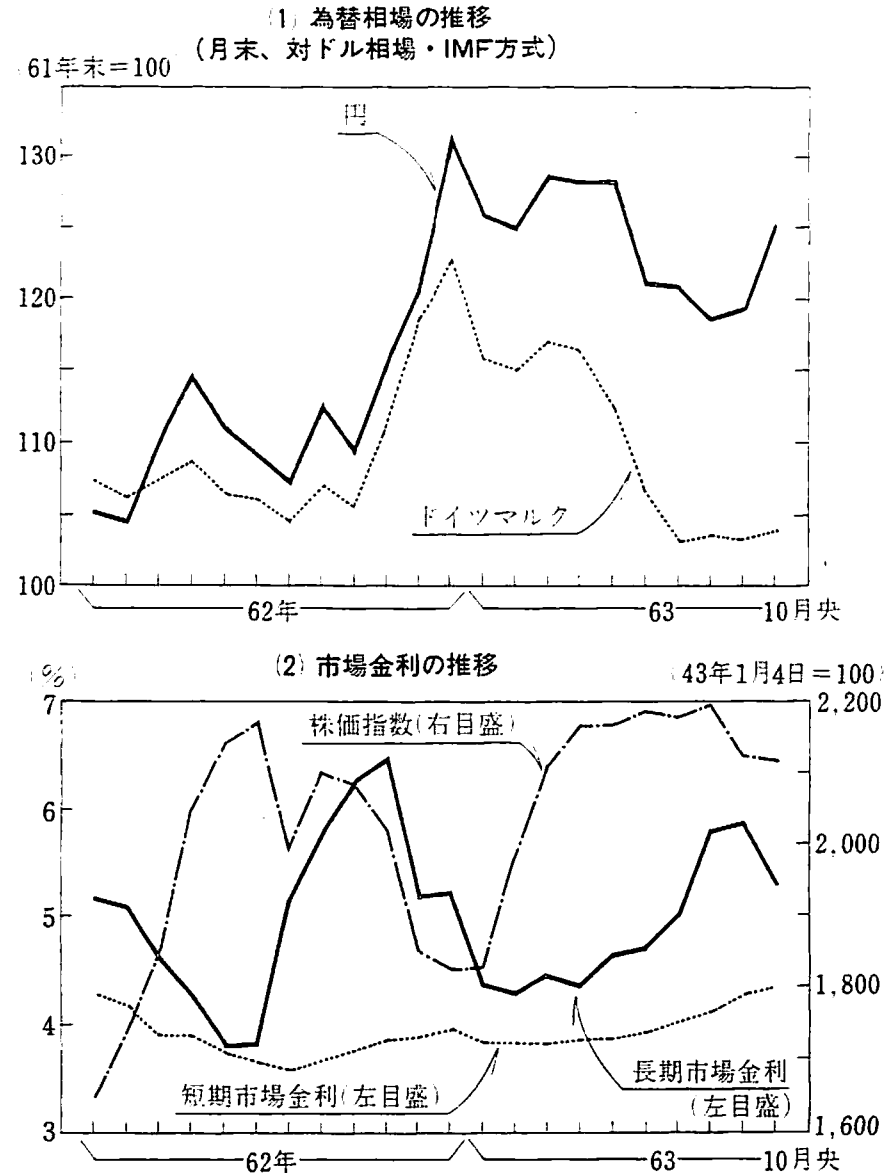 (1) 為替相場の推移
(月末、対ドル相場・IMF方式)
61年末=100
円
130
120
110
ドイツマルク
100
62年
63
10月央
(2) 市場金利の推移
(%)
(43年1月4日=100)
7
2,200
株価指数(右目盛)
6
2,000
5
1,800
4
長期市場金利
(左目盛)
短期市場金利(左目盛)
3
1,600
62年
63
10月央